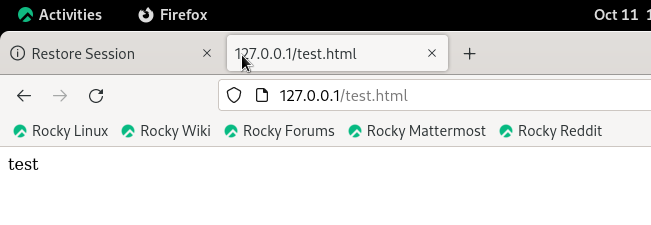 Activities Firefox Oct 11
Restore Session 127.0.0.1/test.html
127.0.0.1/test.html
Rocky Linux Rocky Wiki Rocky Forums Rocky Mattermost Rocky Reddit
test